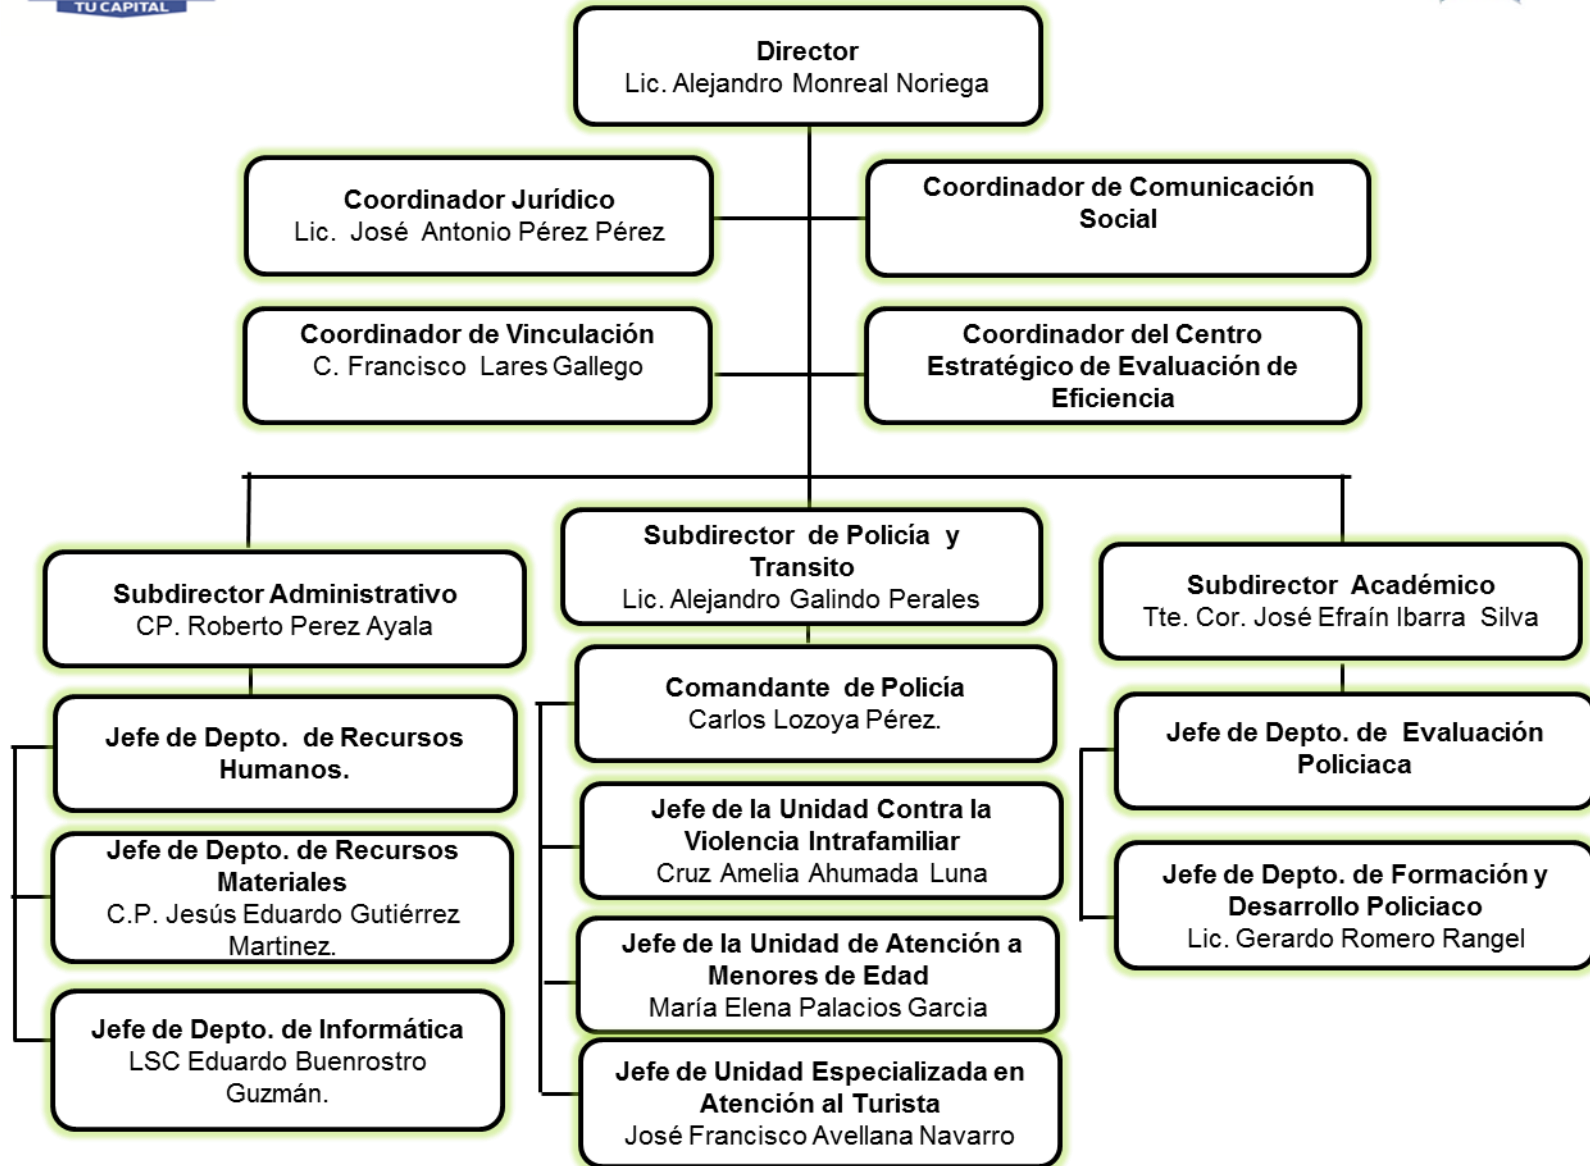 TU CAPITAL
Director
Lic. Alejandro Monreal Noriega
Coordinador Jurídico
Lic. José Antonio Pérez Pérez
Coordinador de Comunicación
Social
Coordinador de Vinculación
C. Francisco Lares Gallego
Coordinador del Centro
Estratégico de Evaluación de
Eficiencia
Subdirector Administrativo
CP. Roberto Perez Ayala
Subdirector de Policía y
Transito
Lic. Alejandro Galindo Perales
Subdirector Académico
Tte. Cor. José Efraín Ibarra Silva
Jefe de Depto. de Recursos
Humanos.
Jefe de Depto. de Recursos
Materiales
C.P. Jesús Eduardo Gutiérrez
Martinez.
Jefe de Depto. de Informática
LSC Eduardo Buenrostro
Guzmán.
Comandante de Policía
Carlos Lozoya Pérez.
Jefe de la Unidad Contra la
Violencia Intrafamiliar
Cruz Amelia Ahumada Luna
Jefe de la Unidad de Atención a
Menores de Edad
María Elena Palacios Garcia
Jefe de Unidad Especializada en
Atención al Turista
José Francisco Avellana Navarro
Jefe de Depto. de Evaluación
Policiaca
Jefe de Depto. de Formación y
Desarrollo Policiaco
Lic. Gerardo Romero Rangel